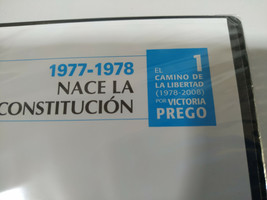 1977-1978
NACE LA
CONSTITUCIÓN
1
EL
CAMINO DE
LA LIBERTAD
(1978-2008)
POR VICTORIA
PREGO